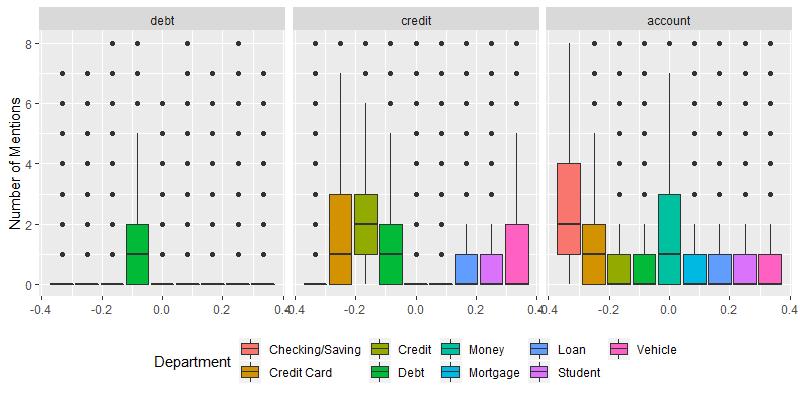 debt credit account
Number of Mentions
8
6
4
2
0
-0.4 -0.2 0.0 0.2 0.4 -0.4 -0.2 0.0 0.2 0.4 -0.4 -0.2 0.0 0.2 0.4
Department
Checking/Saving Credit Money Loan Vehicle
Credit Card Debt Mortgage Student